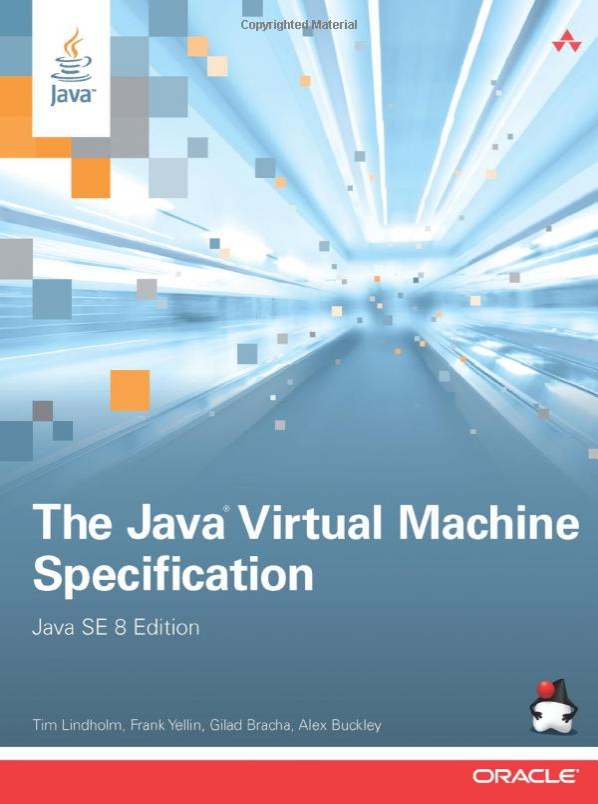 Copyrighted Material
Java™
The Java® Virtual Machine
Specification
Java SE 8 Edition
Tim Lindholm, Frank Yellin, Gilad Bracha, Alex Buckley
ORACLE®